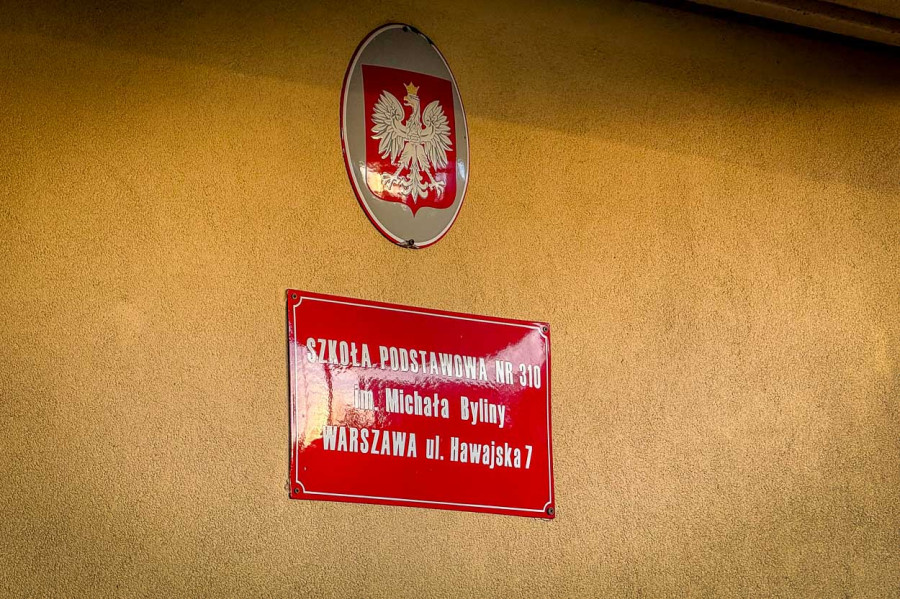 SZKOŁA PODSTAWOWA NR 310
im. Michała Byliny
WARSZAWA ul. Hawajska 7